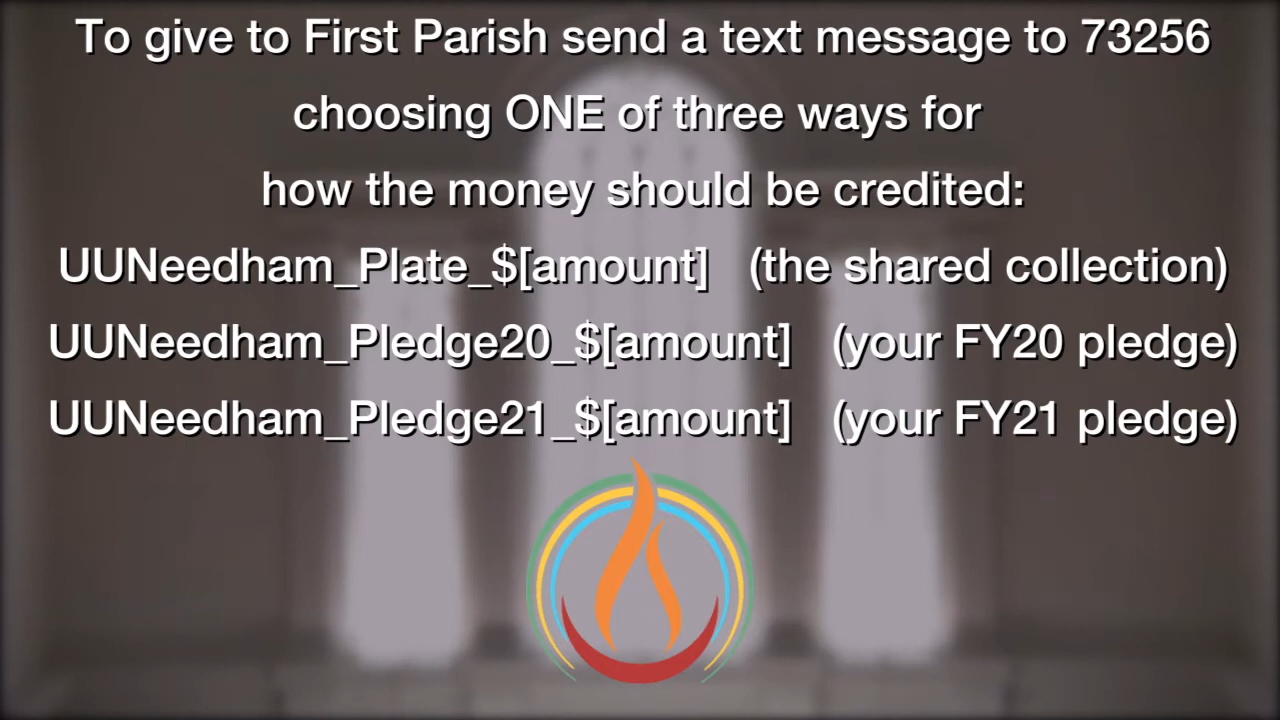 To give to First Parish send a text message to 73256
choosing ONE of three ways for
how the money should be credited:
UUNeedham_Plate_$[amount] (the shared collection)
UUNeedham_Pledge20_$[amount] (your FY20 pledge)
UUNeedham_Pledge21_$[amount] (your FY21 pledge)